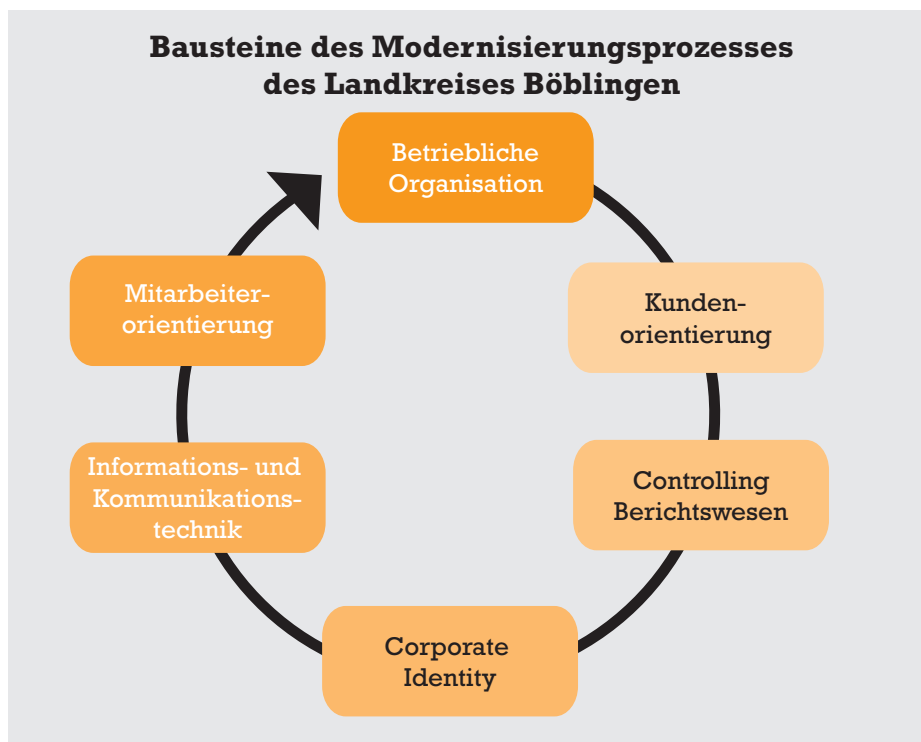 Bausteine des Modernisierungsprozesses
des Landkreises Böblingen
Betriebliche
Organisation
Kunden-
orientierung
Controlling
Berichtswesen
Corporate
Identity
Informations- und
Kommunikations-
technik
Mitarbeiter-
orientierung